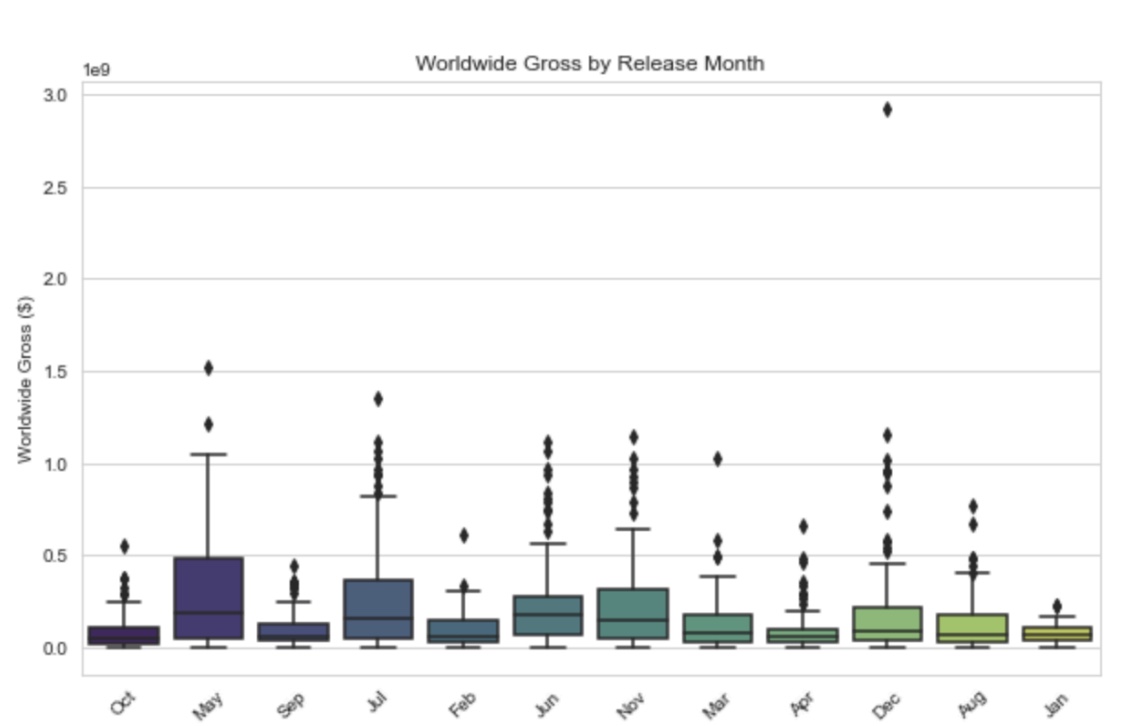 Worldwide Gross by Release Month
1e9
3.0
2.5
2.0
1.5
1.0
0.5
0.0
Worldwide Gross ($)
Oct May Sep Jul Feb Jun Nov Mar Apr Dec Aug Jan